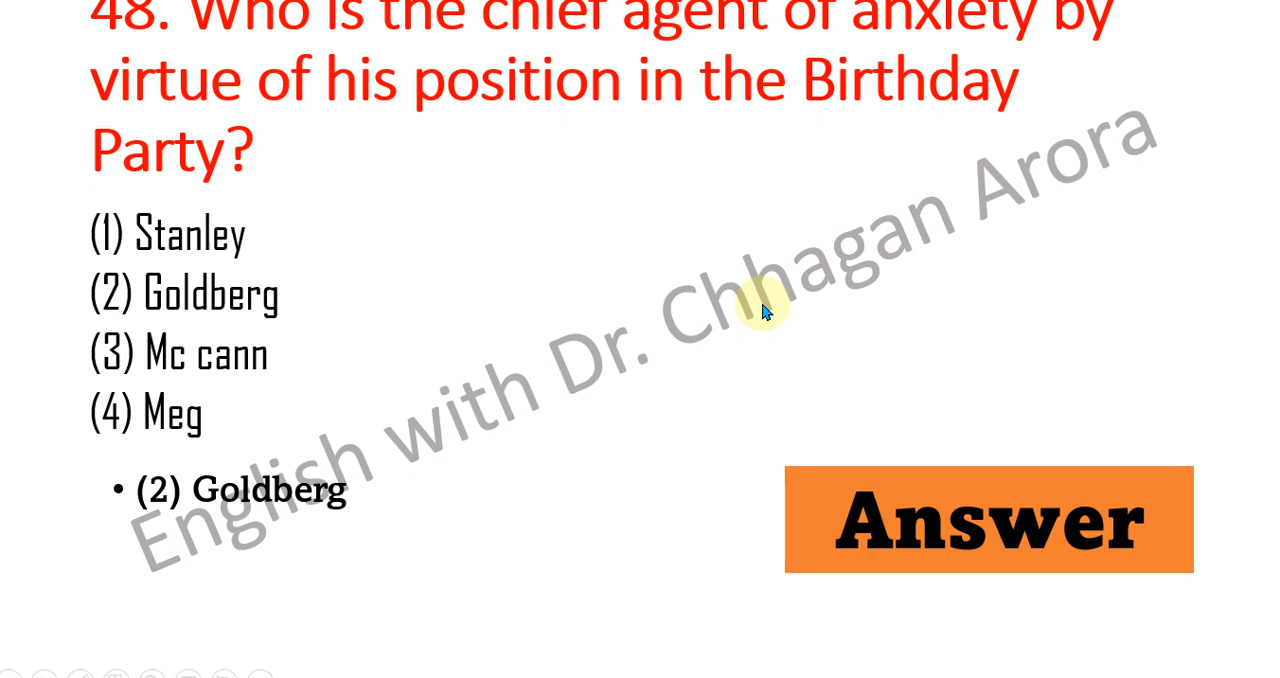 48. Who is the chief agent of anxiety by
virtue of his position in the Birthday
Party?
(1) Stanley
(2) Goldberg
(3) Mc cann
(4) Meg
• (2) Goldberg
Answer
English with Dr. Chhagan Arora